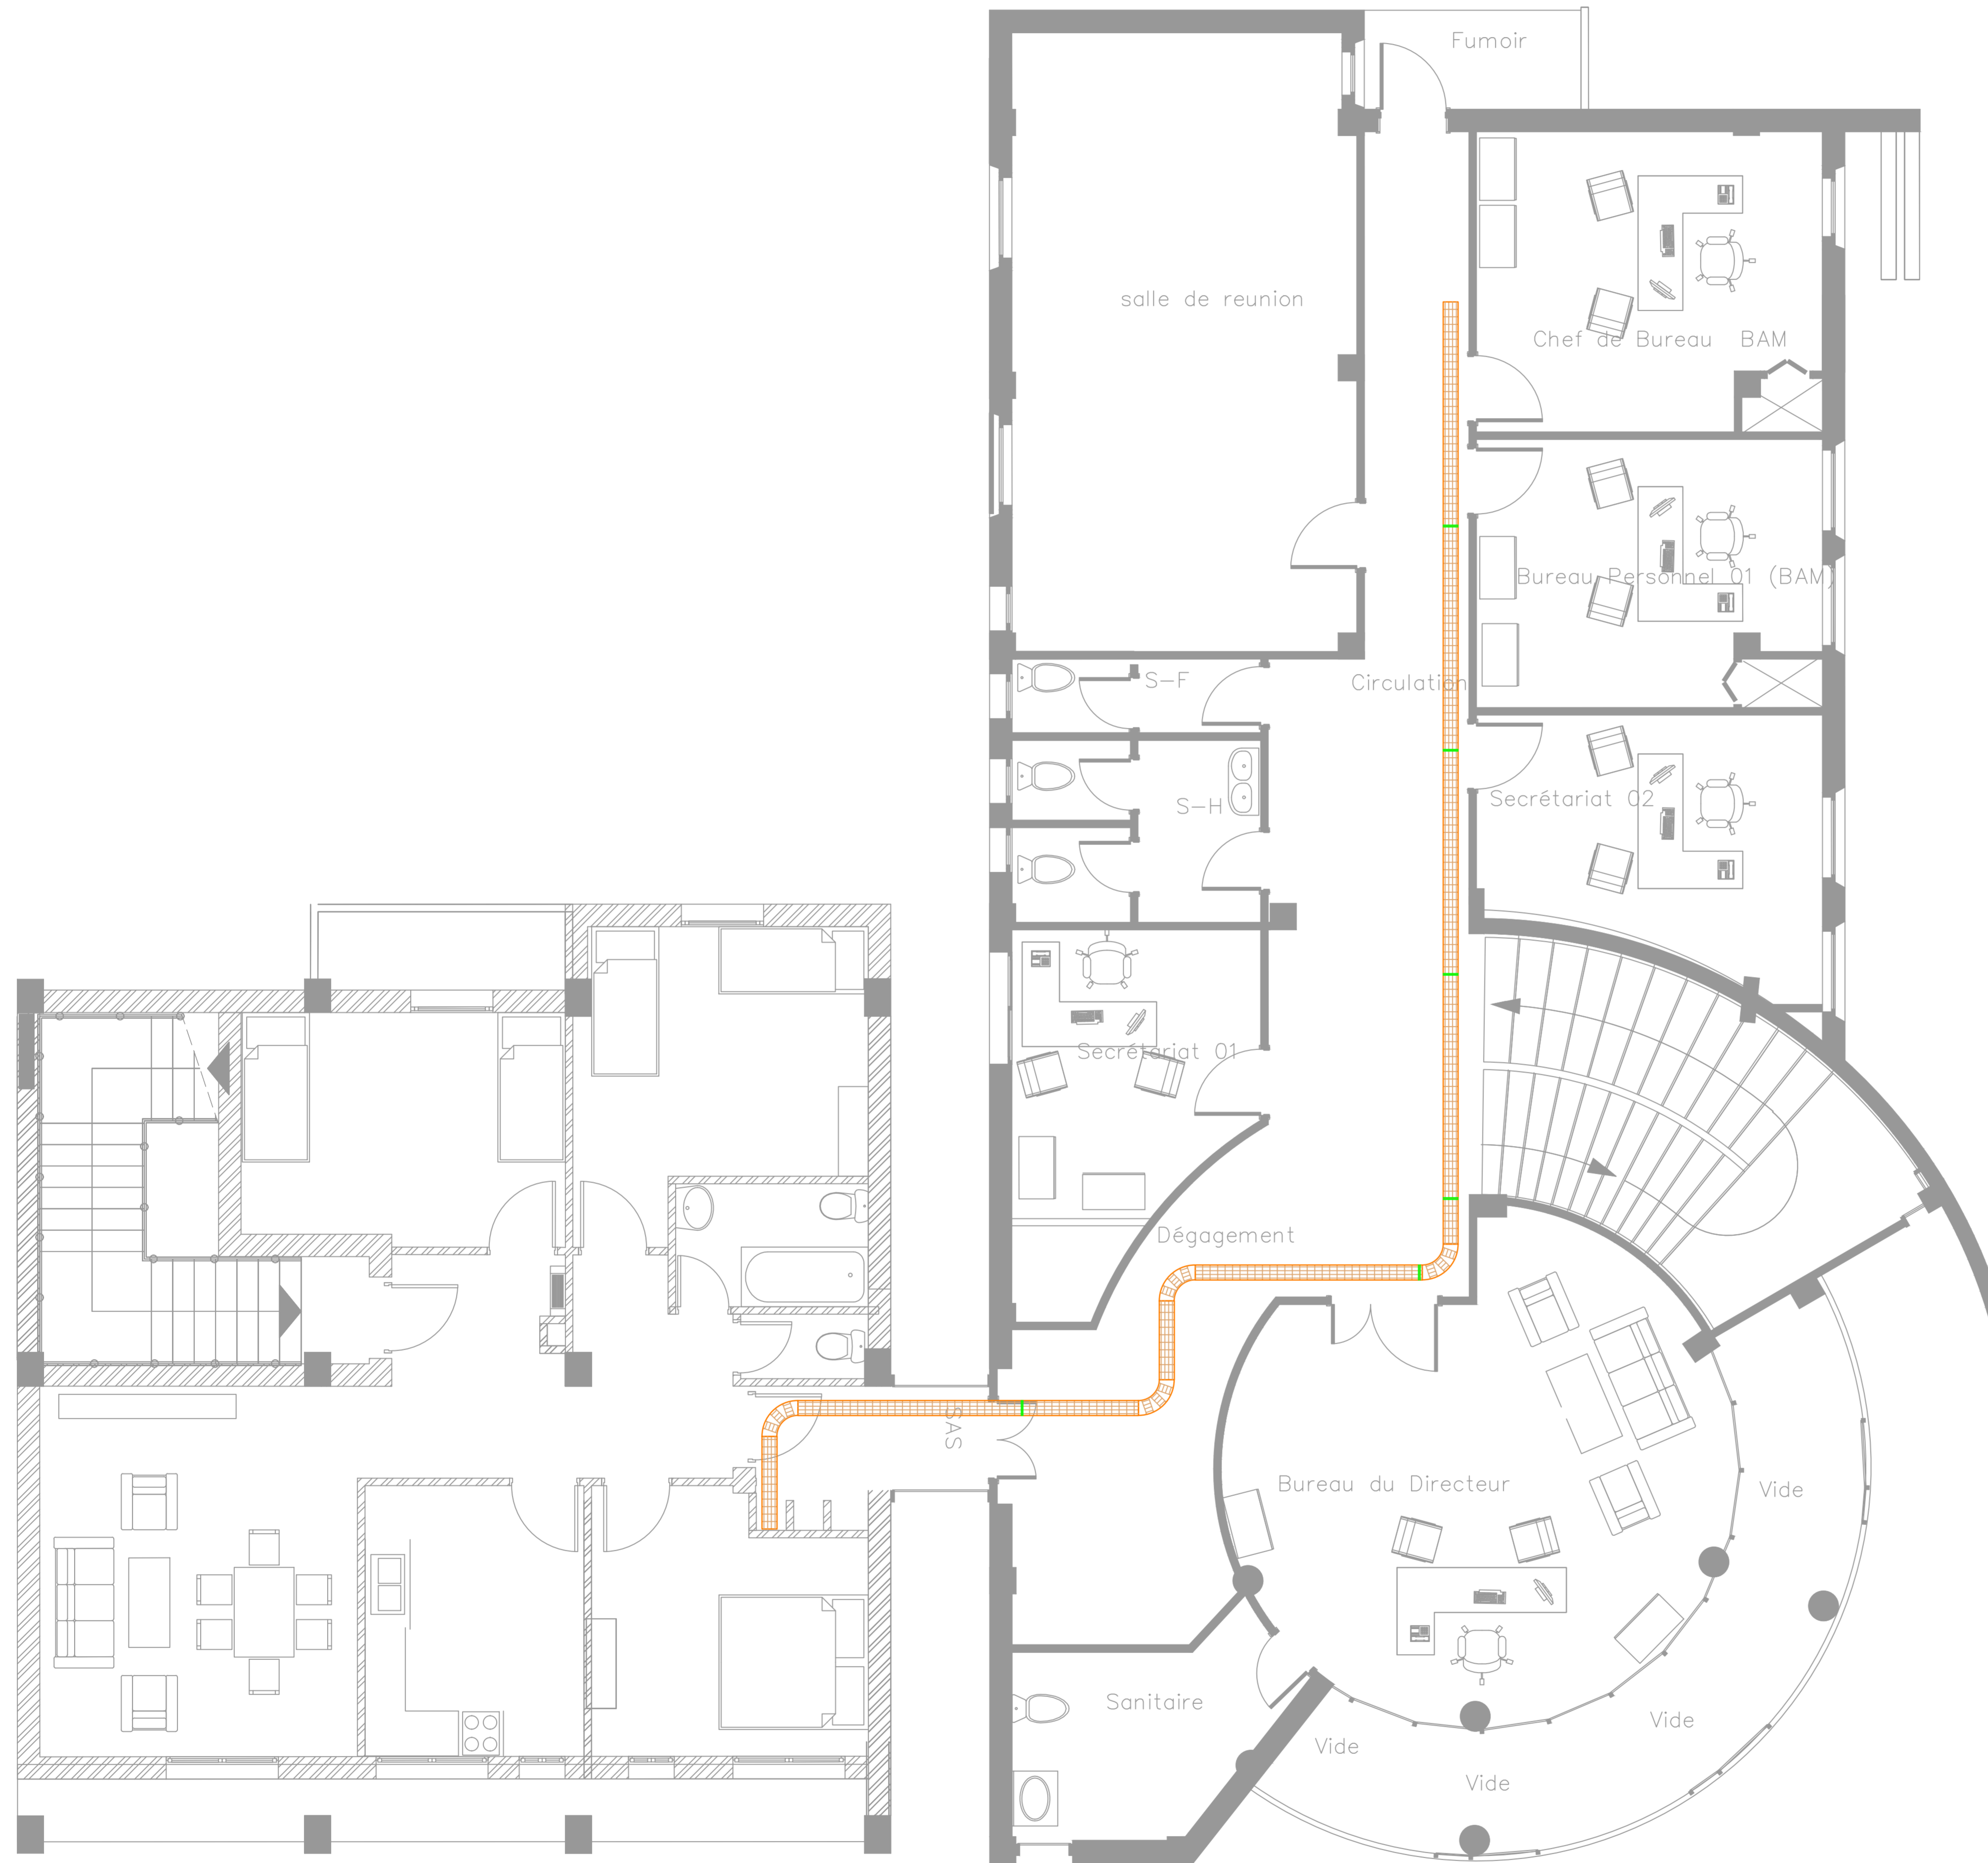 Fumoir
salle de reunion
Chef de Bureau BAM
Bureau Personnel 01 (BAM)
S-F
Circulation
S-H
Secrétariat 02
Secrétariat 01
Dégagement
SAS
Bureau du Directeur
Vide
Sanitaire
Vide
Vide
Vide